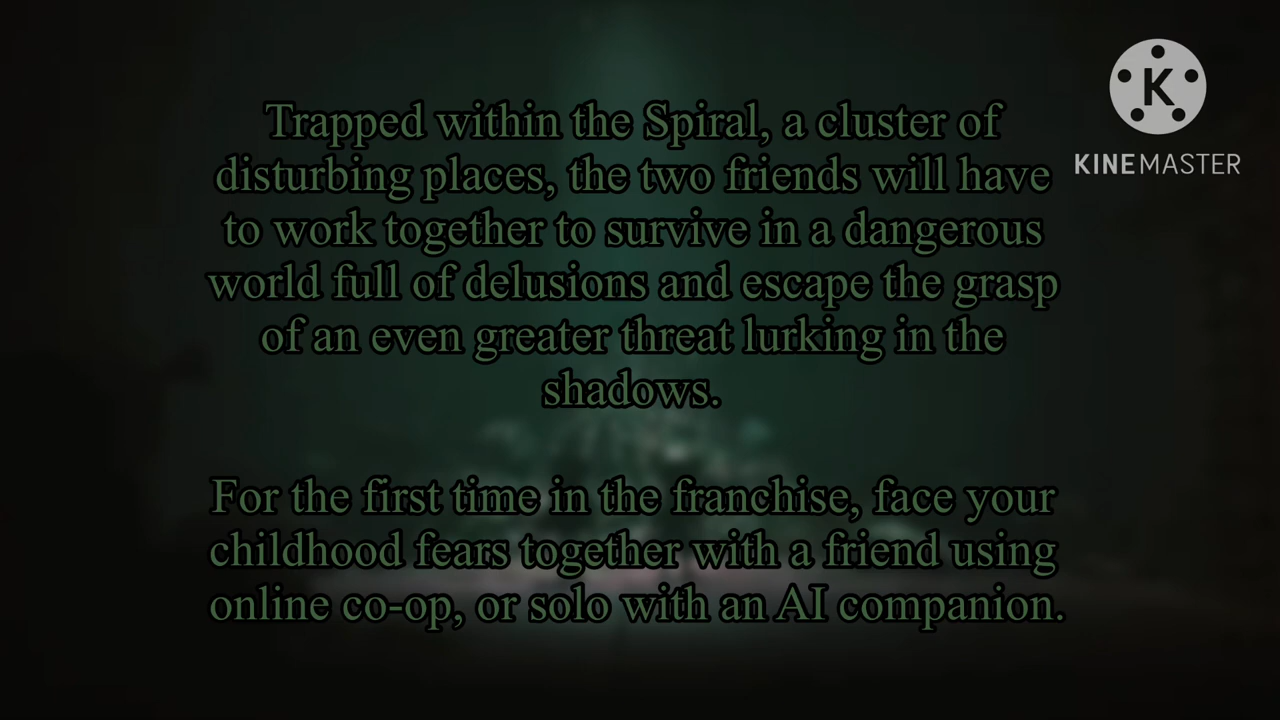 Trapped within the Spiral, a cluster of
disturbing places, the two friends will have
to work together to survive in a dangerous
world full of delusions and escape the grasp
of an even greater threat lurking in the
shadows.
For the first time in the franchise, face your
childhood fears together with a friend using
online co-op, or solo with an AI companion.
K
KINEMASTER